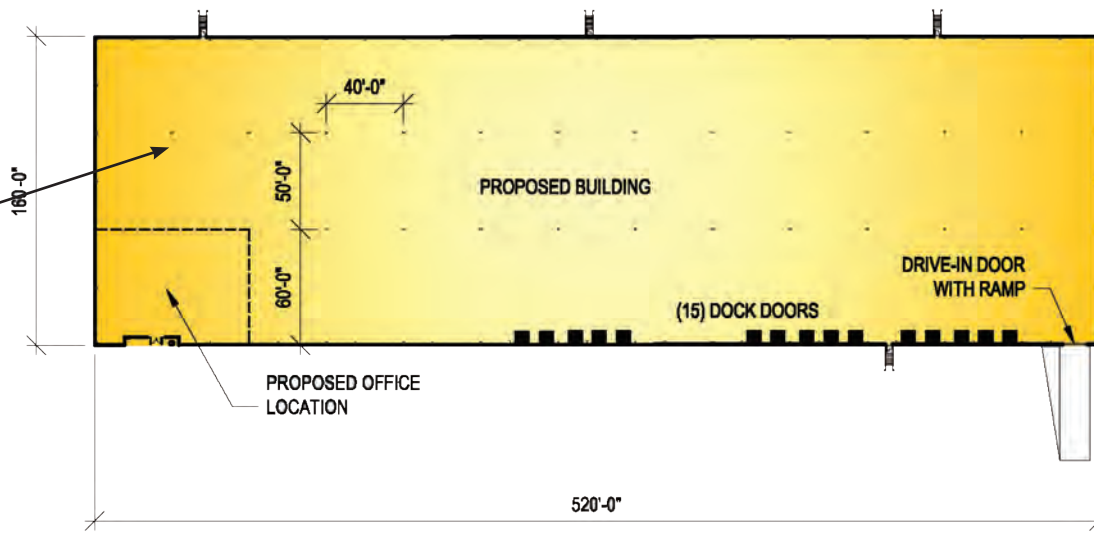 40'-0"
160'-0"
50'-0"
PROPOSED BUILDING
60'-0"
DRIVE-IN DOOR
WITH RAMP
(15) DOCK DOORS
PROPOSED OFFICE
LOCATION
520'-0"